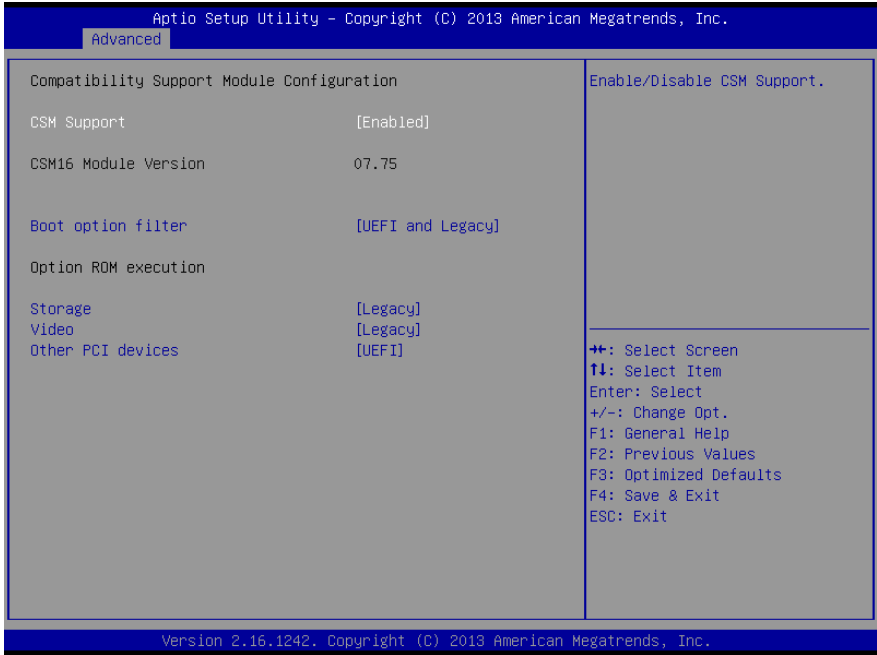 Aptio Setup Utility – Copyright (C) 2013 American Megatrends, Inc.
Advanced
Compatibility Support Module Configuration
CSM Support [Enabled]
CSM16 Module Version 07.75
Boot option filter [UEFI and Legacy]
Option ROM execution
Storage [Legacy]
Video [Legacy]
Other PCI devices [UEFI]
Enable/Disable CSM Support.
→←: Select Screen
↑↓: Select Item
Enter: Select
+/-: Change Opt.
F1: General Help
F2: Previous Values
F3: Optimized Defaults
F4: Save & Exit
ESC: Exit
Version 2.16.1242. Copyright (C) 2013 American Megatrends, Inc.